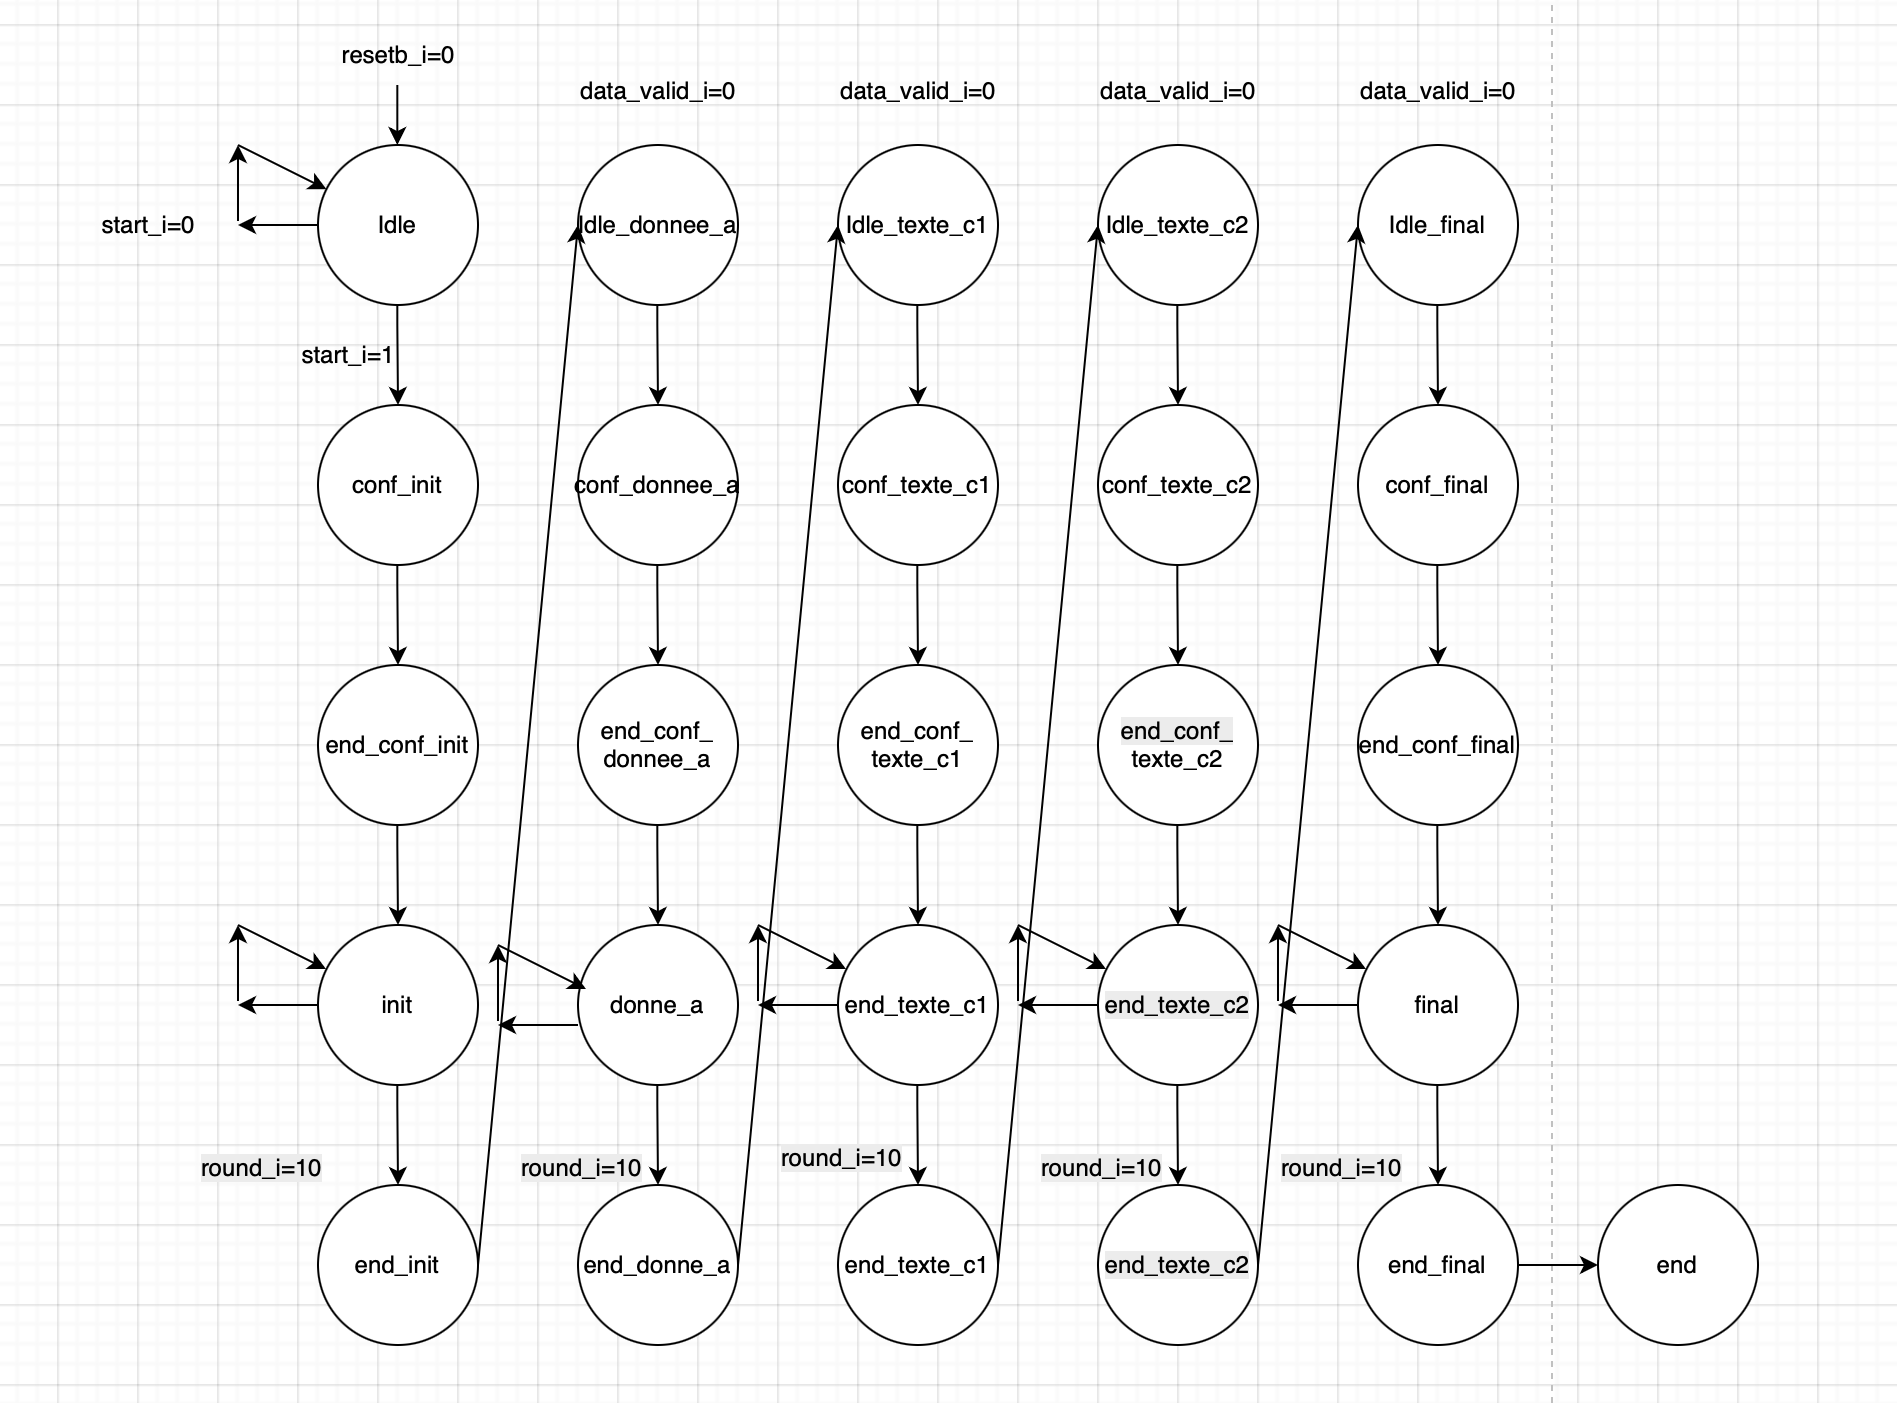 resetb_i=0
data_valid_i=0
data_valid_i=0
data_valid_i=0
data_valid_i=0
start_i=0
Idle
Idle_donnee_a
Idle_texte_c1
Idle_texte_c2
Idle_final
start_i=1
conf_init
conf_donnee_a
conf_texte_c1
conf_texte_c2
conf_final
end_conf_init
end_conf_
donnee_a
end_conf_
texte_c1
end_conf_
texte_c2
end_conf_final
init
donne_a
end_texte_c1
end_texte_c2
final
round_i=10
round_i=10
round_i=10
round_i=10
round_i=10
end_init
end_donne_a
end_texte_c1
end_texte_c2
end_final
end